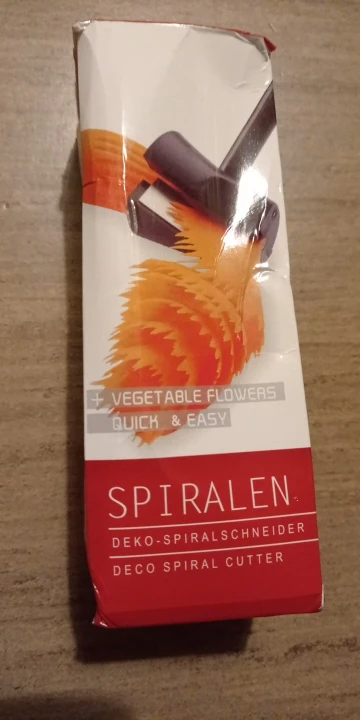 + VEGETABLE FLOWERS
QUICK & EASY
SPIRALEN
DEKO-SPIRALSCHNEIDER
DECO SPIRAL CUTTER